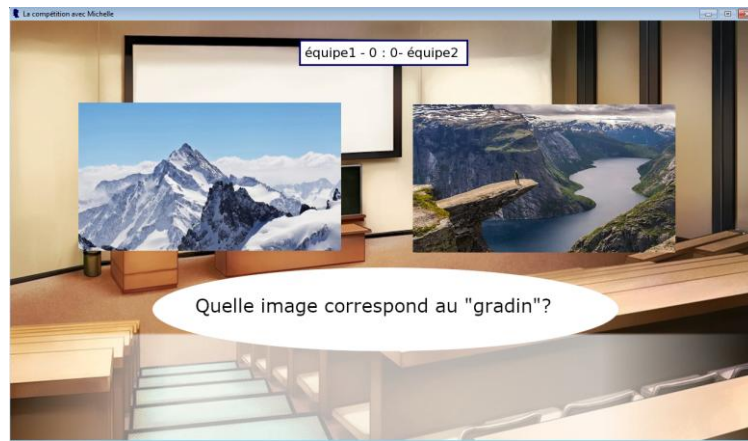 La compétition avec Michelle
équipe1 - 0 : 0- équipe2
Quelle image correspond au "gradin"?